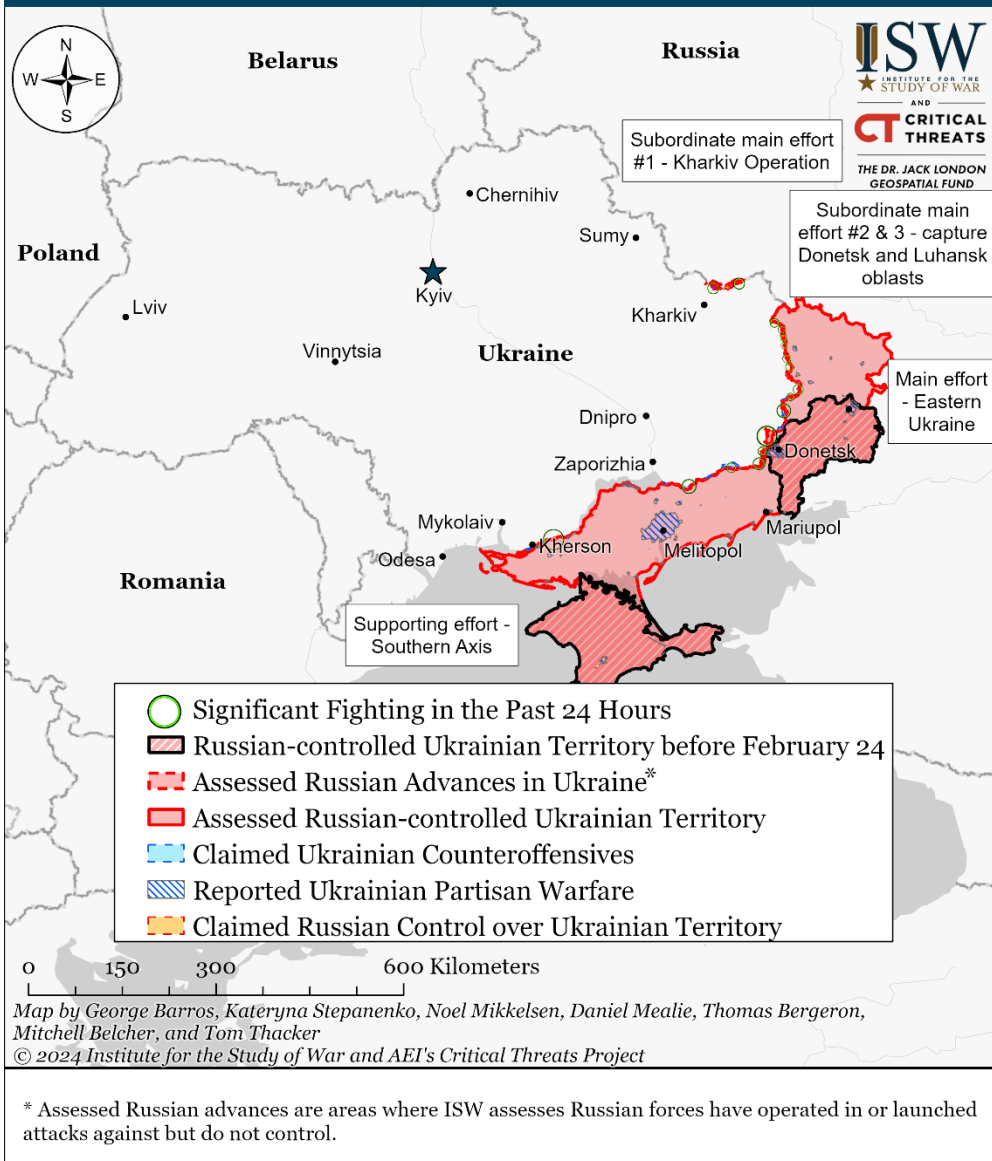 N
W
E
S
Belarus
Russia
ISW
INSTITUTE FOR THE
STUDY OF WAR
AND
CT CRITICAL
THREATS
THE DR. JACK LONDON
GEOSPATIAL FUND
Subordinate main effort
#1 - Kharkiv Operation
Subordinate main
effort #2 & 3 - capture
Donetsk and Luhansk
oblasts
Chernihiv
Sumy
Poland
Kyiv
Lviv
Kharkiv
Vinnytsia
Ukraine
Main effort
- Eastern
Ukraine
Dnipro
Donetsk
Zaporizhia
Mykolaiv
Mariupol
Kherson
Melitopol
Odesa
Romania
Supporting effort -
Southern Axis
Significant Fighting in the Past 24 Hours
Russian-controlled Ukrainian Territory before February 24
Assessed Russian Advances in Ukraine*
Assessed Russian-controlled Ukrainian Territory
Claimed Ukrainian Counteroffensives
Reported Ukrainian Partisan Warfare
Claimed Russian Control over Ukrainian Territory
0 150 300 600 Kilometers
Map by George Barros, Kateryna Stepanenko, Noel Mikkelsen, Daniel Mealie, Thomas Bergeron,
Mitchell Belcher, and Tom Thacker
© 2024 Institute for the Study of War and AEI's Critical Threats Project
* Assessed Russian advances are areas where ISW assesses Russian forces have operated in or launched
attacks against but do not control.